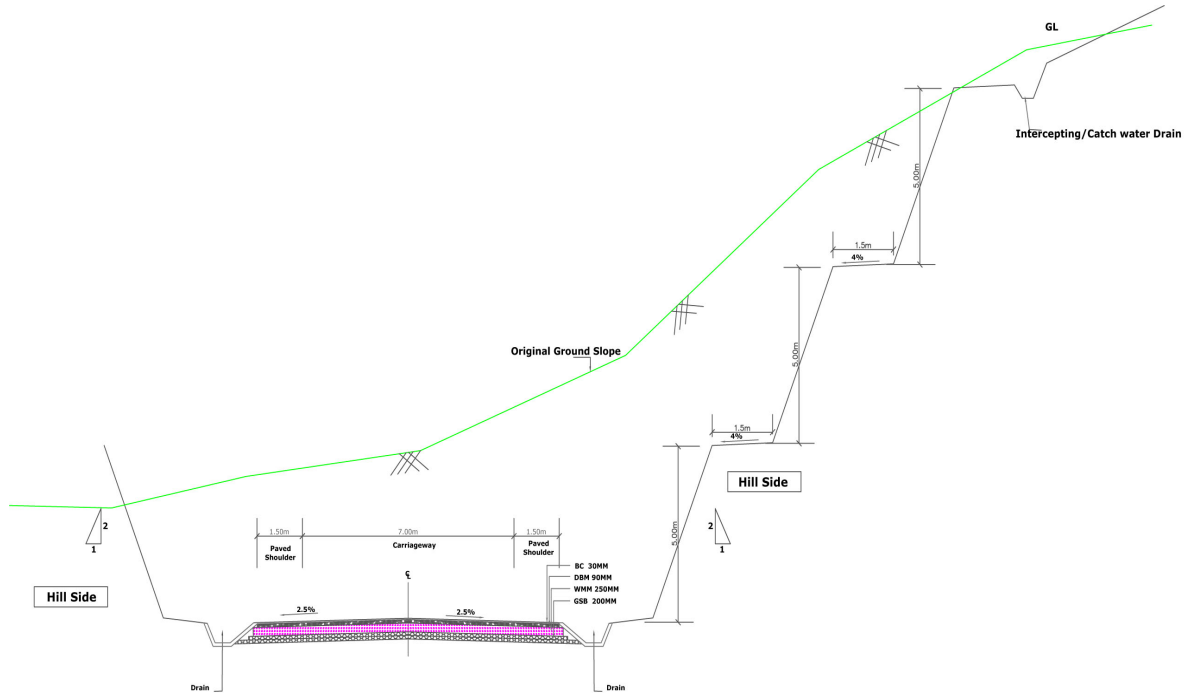 GL
Intercepting/Catch water Drain
5.00m
1.5m
4%
Original Ground Slope
5.00m
1.5m
4%
Hill Side
2
1
2
1
5.00m
1.50m
7.00m
1.50m
Paved
Shoulder
Carriageway
Paved
Shoulder
BC 30MM
DBM 90MM
WMM 250MM
GSB 200MM
℄
Hill Side
2.5%
2.5%
Drain
Drain